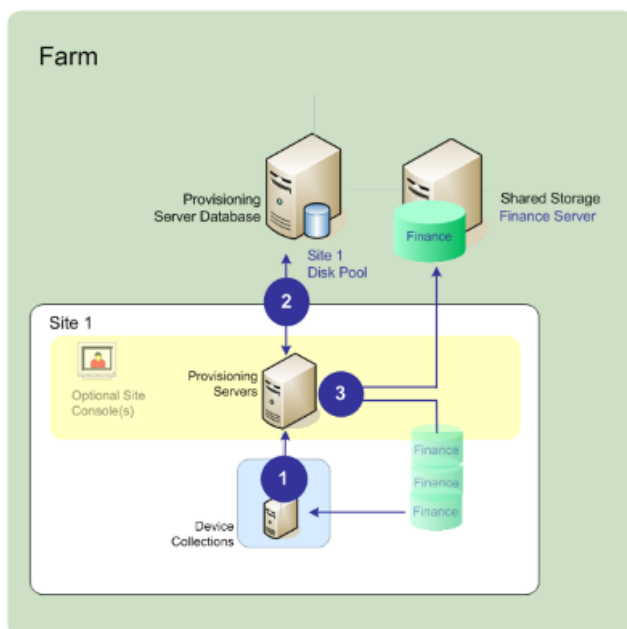 Farm
Provisioning
Server Database
Shared Storage
Finance Server
Finance
Site 1
Disk Pool
2
Site 1
Optional Site
Console(s)
Provisioning
Servers
3
Finance
Finance
Finance
1
Device
Collections